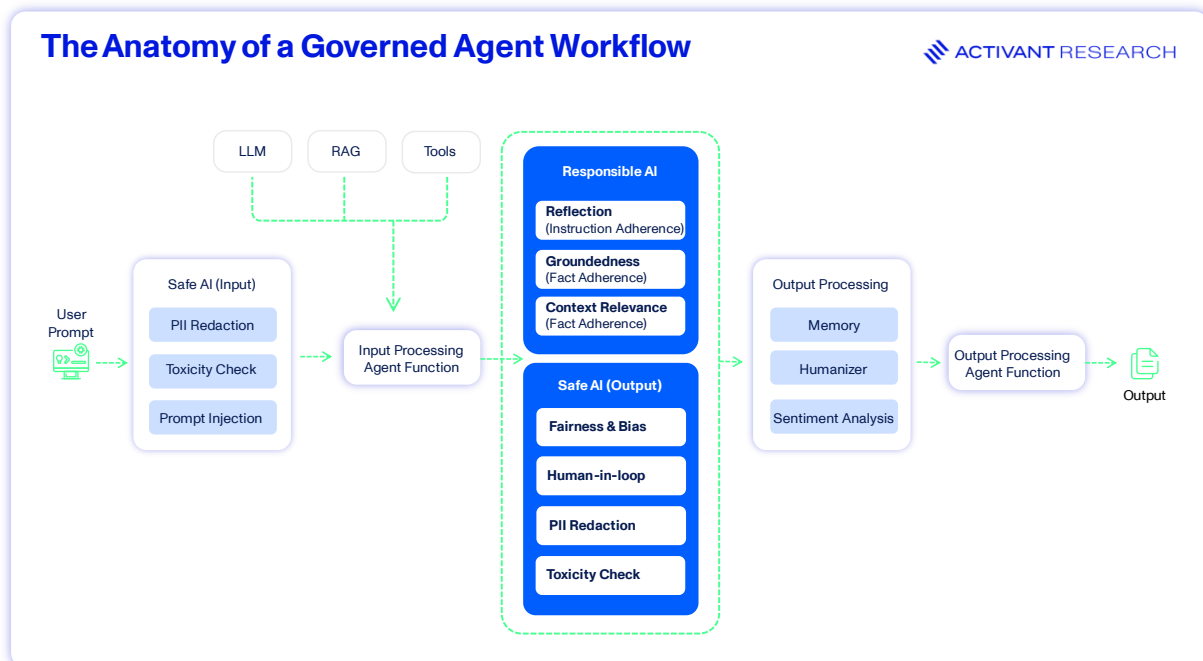 The Anatomy of a Governed Agent Workflow
ACTIVANT RESEARCH
LLM
RAG
Tools
User
Prompt
Safe AI (Input)
PII Redaction
Toxicity Check
Prompt Injection
Input Processing
Agent Function
Responsible AI
Reflection
(Instruction Adherence)
Groundedness
(Fact Adherence)
Context Relevance
(Fact Adherence)
Safe AI (Output)
Fairness & Bias
Human-in-loop
PII Redaction
Toxicity Check
Output Processing
Memory
Humanizer
Sentiment Analysis
Output Processing
Agent Function
Output